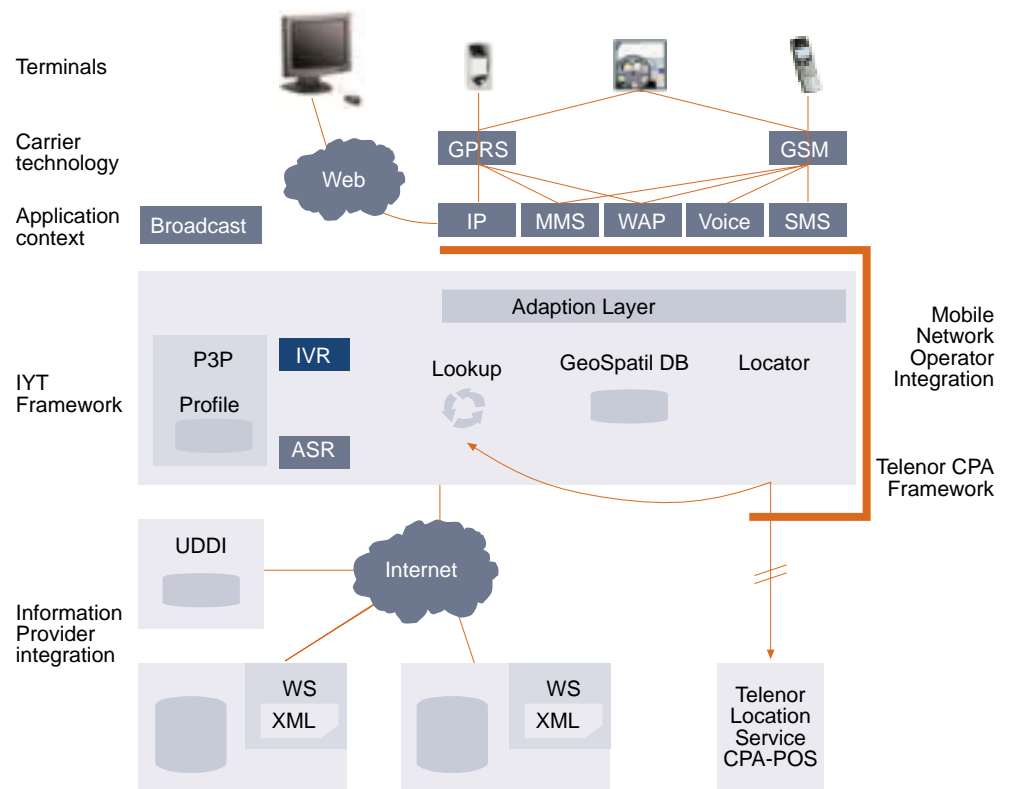 Terminals
Carrier
technology
GPRS
GSM
Web
Application
context
Broadcast
IP
MMS
WAP
Voice
SMS
Adaption Layer
Mobile
Network
Operator
Integration
P3P
IVR
Lookup
GeoSpatil DB
Locator
IYT
Framework
Profile
ASR
Telenor CPA
Framework
UDDI
Internet
Information
Provider
integration
WS
XML
WS
XML
Telenor
Location
Service
CPA-POS